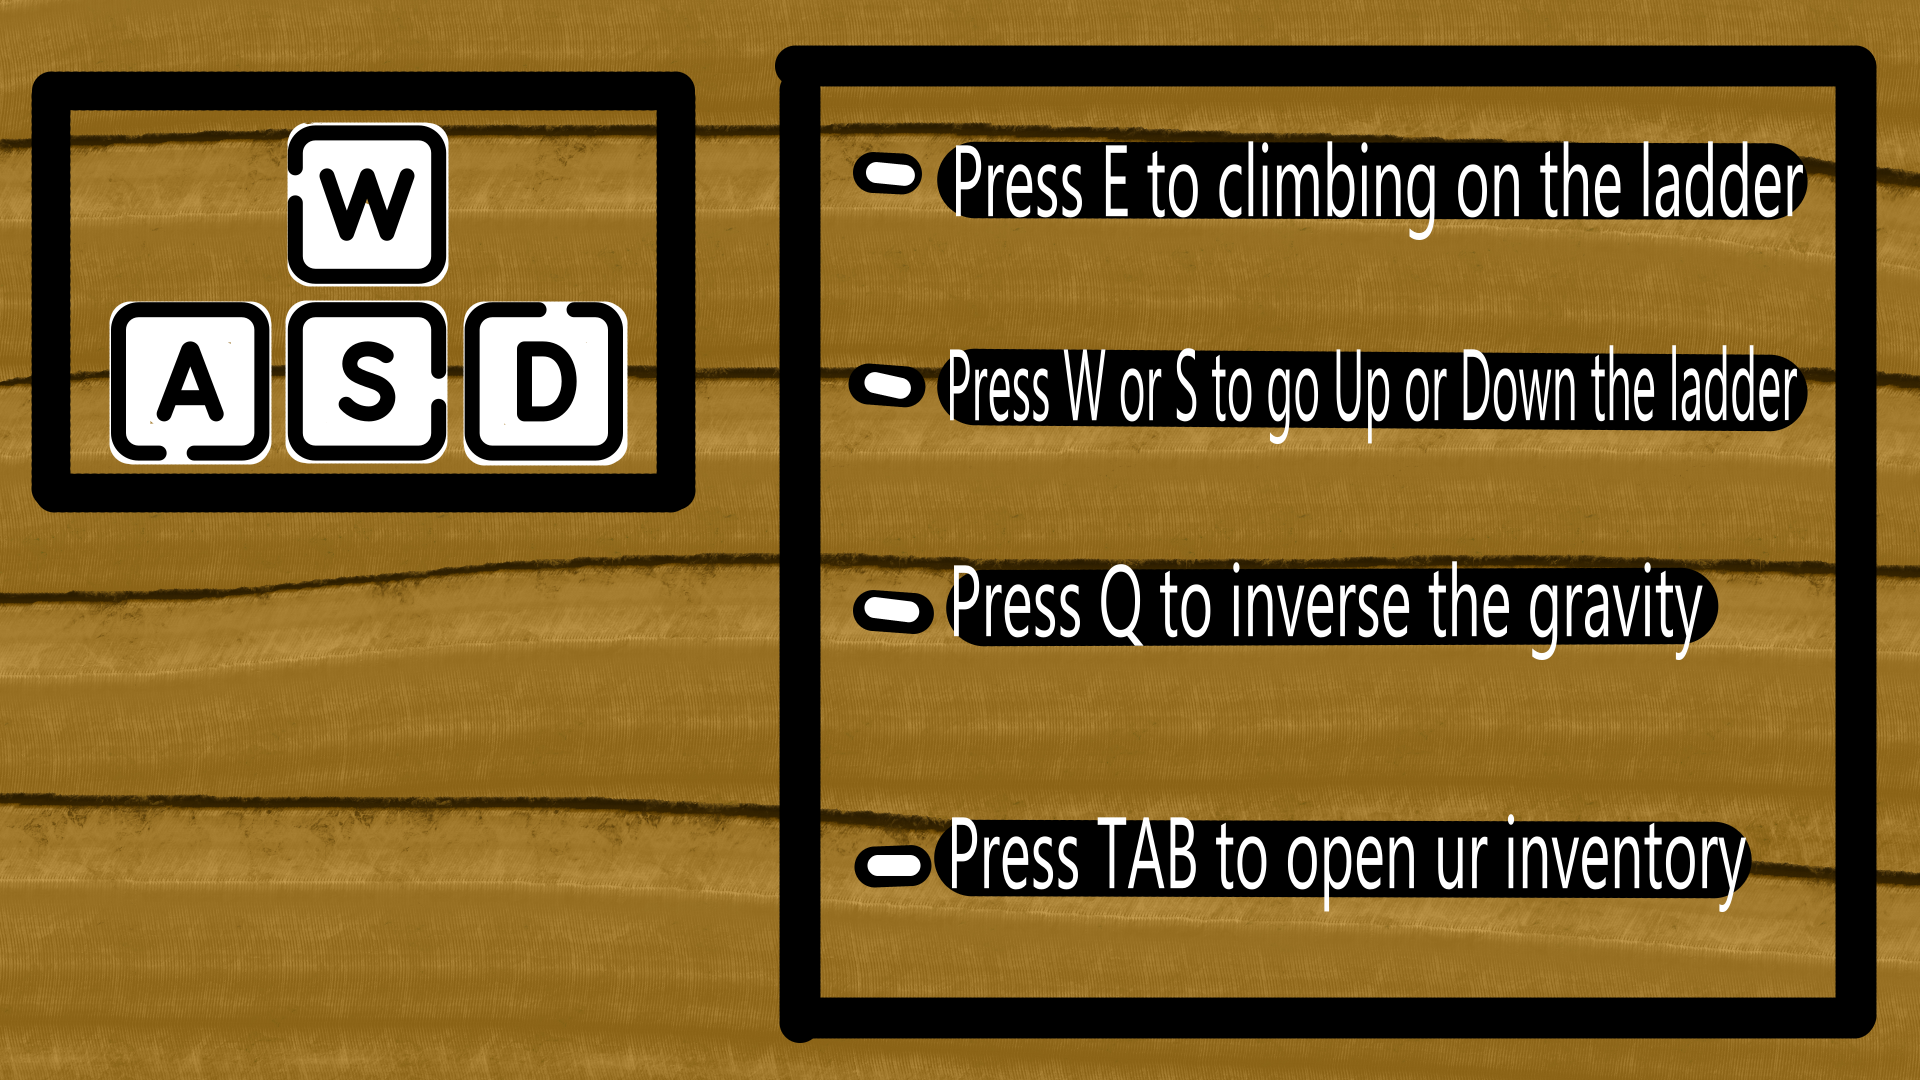 W
A S D
Press E to climbing on the ladder
Press W or S to go Up or Down the ladder
Press Q to inverse the gravity
Press TAB to open ur inventory